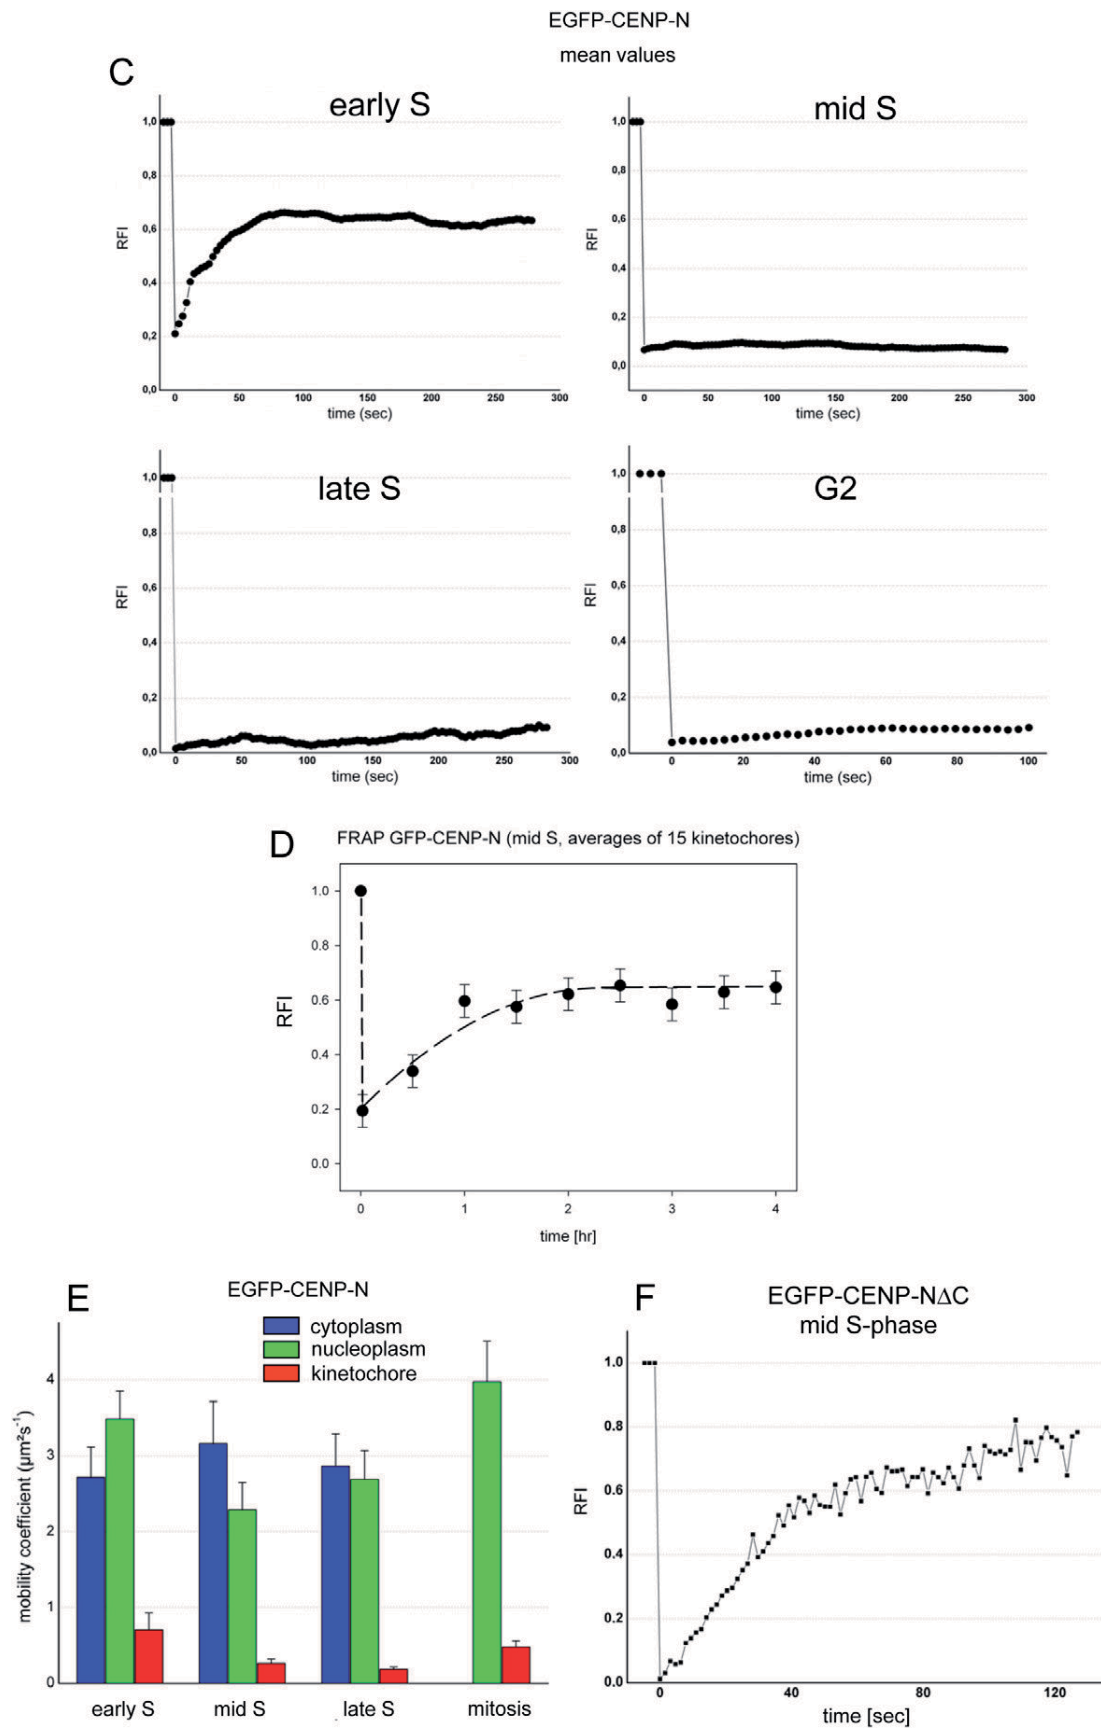 EGFP-CENP-N
mean values
C
early S
1,0
0,8
0,6
0,4
0,2
0,0
RFI
0 50 100 150 200 250 300
time (sec)
mid S
1,0
0,8
0,6
0,4
0,2
0,0
RFI
0 50 100 150 200 250 300
time (sec)
late S
1,0
0,8
0,6
0,4
0,2
0,0
RFI
0 50 100 150 200 250 300
time (sec)
G2
1,0
0,8
0,6
0,4
0,2
0,0
RFI
0 20 40 60 80 100
time (sec)
D
FRAP GFP-CENP-N (mid S, averages of 15 kinetochores)
1.0
0.8
0.6
0.4
0.2
0.0
RFI
0 1 2 3 4
time [hr]
E
EGFP-CENP-N
cytoplasm
nucleoplasm
kinetochore
4
3
2
1
0
mobility coefficient (µm²s⁻¹)
early S mid S late S mitosis
F
EGFP-CENP-NΔC
mid S-phase
1.0
0.8
0.6
0.4
0.2
0.0
RFI
0 40 80 120
time [sec]